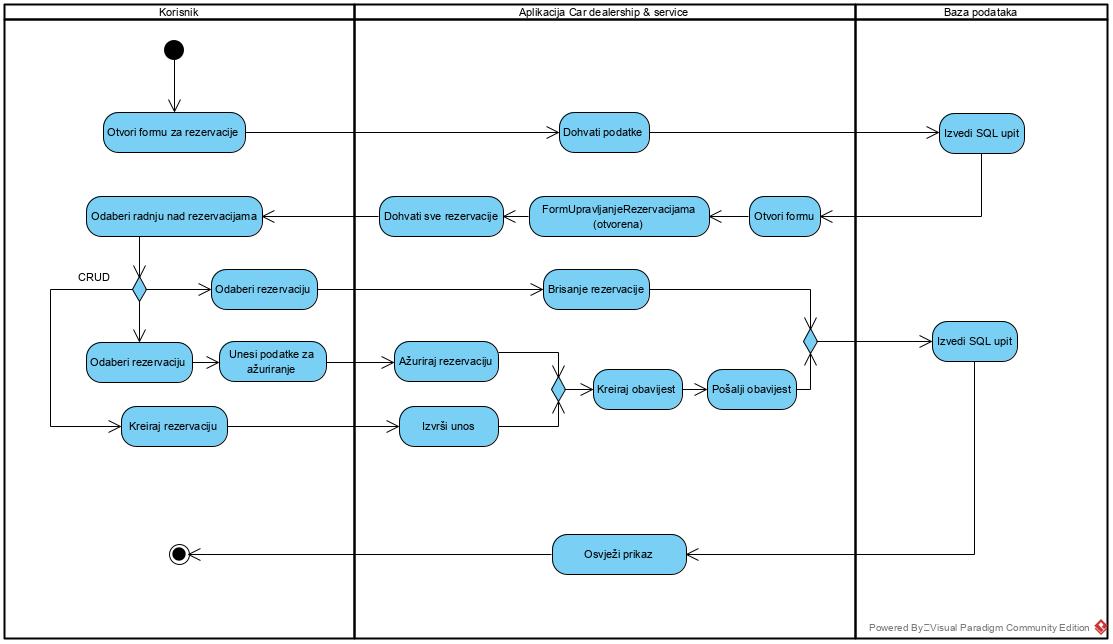 Korisnik
Aplikacija Car dealership & service
Baza podataka
Otvori formu za rezervacije
Dohvati podatke
Izvedi SQL upit
Odaberi radnju nad rezervacijama
Dohvati sve rezervacije
FormUpravljanjeRezervacijama
(otvorena)
Otvori formu
CRUD
Odaberi rezervaciju
Brisanje rezervacije
Odaberi rezervaciju
Unesi podatke za
ažuriranje
Ažuriraj rezervaciju
Kreiraj obavijest
Pošalji obavijest
Izvedi SQL upit
Kreiraj rezervaciju
Izvrši unos
Osvježi prikaz
Powered By Visual Paradigm Community Edition